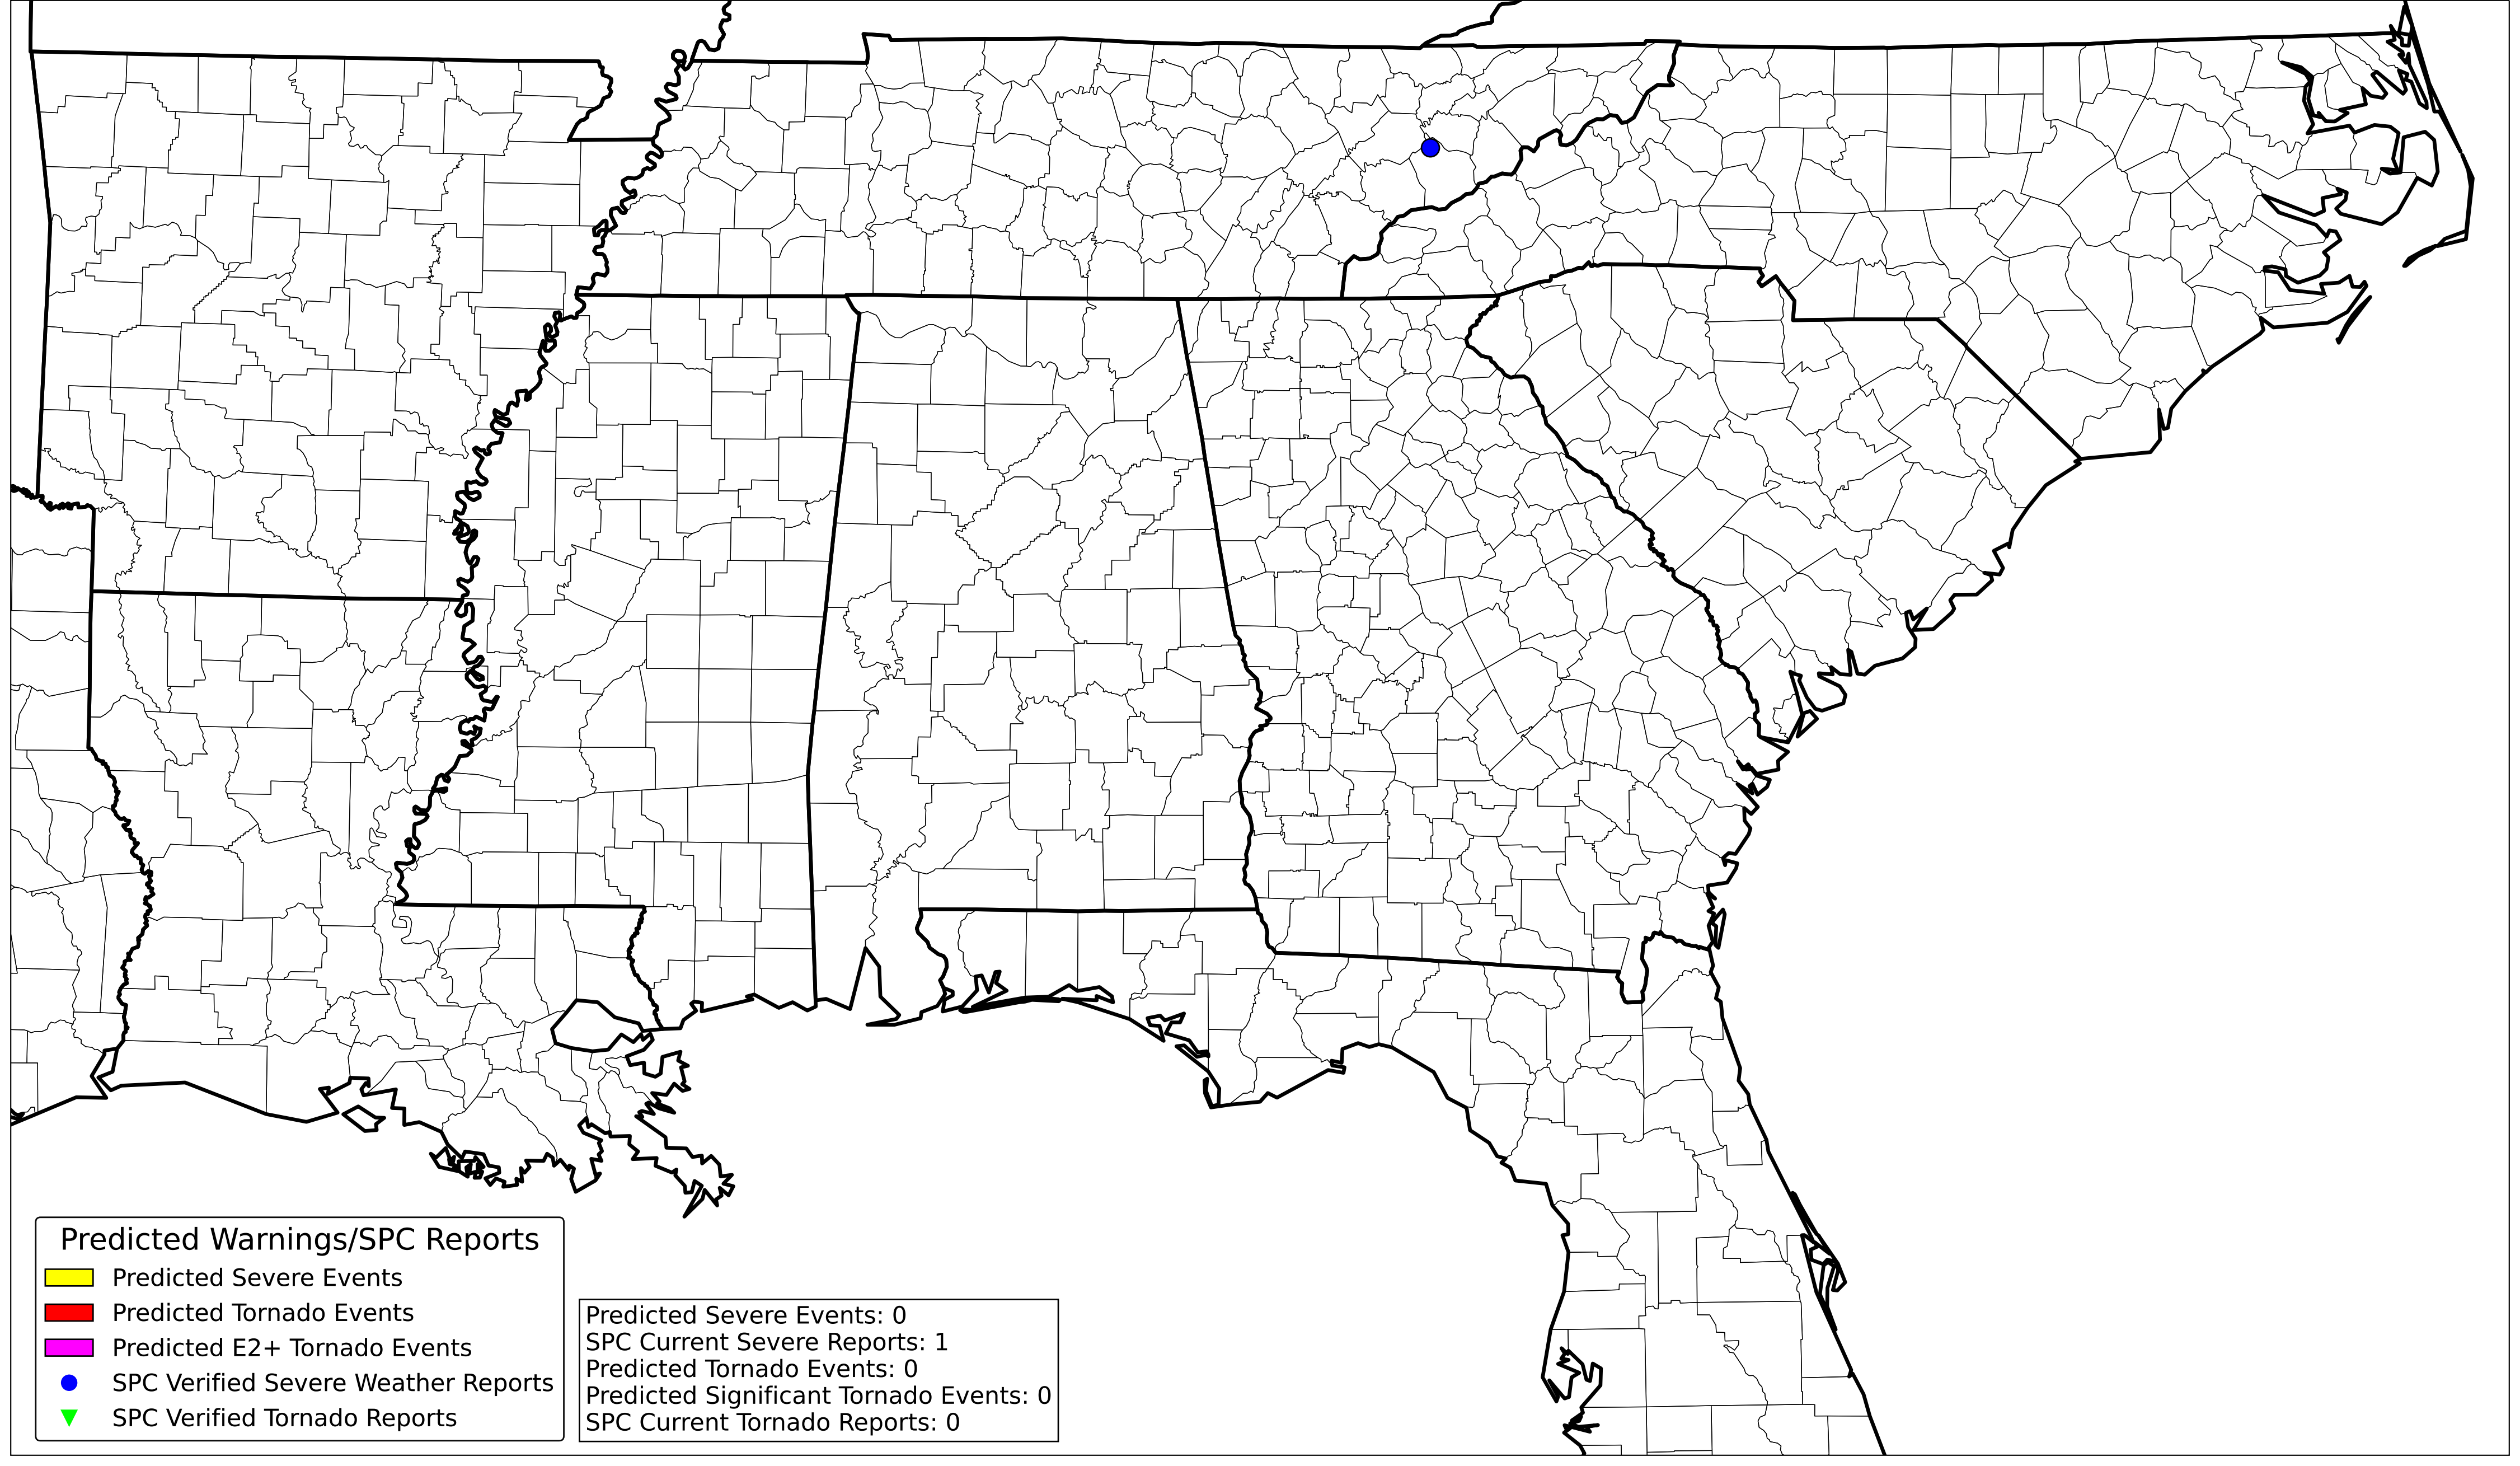 Predicted Warnings/SPC Reports
Predicted Severe Events
Predicted Tornado Events
Predicted E2+ Tornado Events
SPC Verified Severe Weather Reports
SPC Verified Tornado Reports
Predicted Severe Events: 0
SPC Current Severe Reports: 1
Predicted Tornado Events: 0
Predicted Significant Tornado Events: 0
SPC Current Tornado Reports: 0